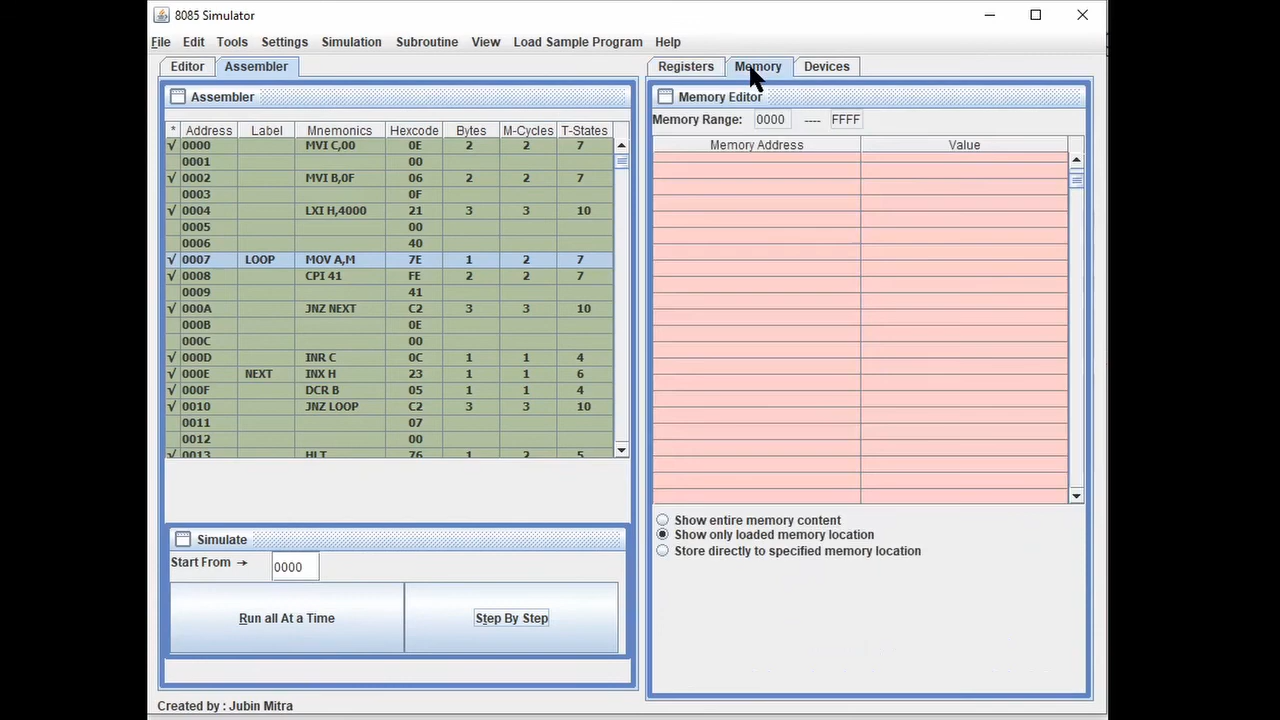 8085 Simulator
File Edit Tools Settings Simulation Subroutine View Load Sample Program Help
Editor Assembler
Registers Memory Devices
Assembler
* Address Label Mnemonics Hexcode Bytes M-Cycles T-States
√ 0000 MVI C,00 0E 2 2 7
0001 00
√ 0002 MVI B,0F 06 2 2 7
0003 0F
√ 0004 LXI H,4000 21 3 3 10
0005 00
0006 40
√ 0007 LOOP MOV A,M 7E 1 2 7
√ 0008 CPI 41 FE 2 2 7
0009 41
√ 000A JNZ NEXT C2 3 3 10
000B 0E
000C 00
√ 000D INR C 0C 1 1 4
√ 000E NEXT INX H 23 1 1 6
√ 000F DCR B 05 1 1 4
√ 0010 JNZ LOOP C2 3 3 10
0011 07
0012 00
√ 0013 HLT 76 1 2 5
Simulate
Start From → 0000
Run all At a Time
Step By Step
Memory Editor
Memory Range: 0000 ---- FFFF
Memory Address Value
Show entire memory content
Show only loaded memory location
Store directly to specified memory location
Created by : Jubin Mitra